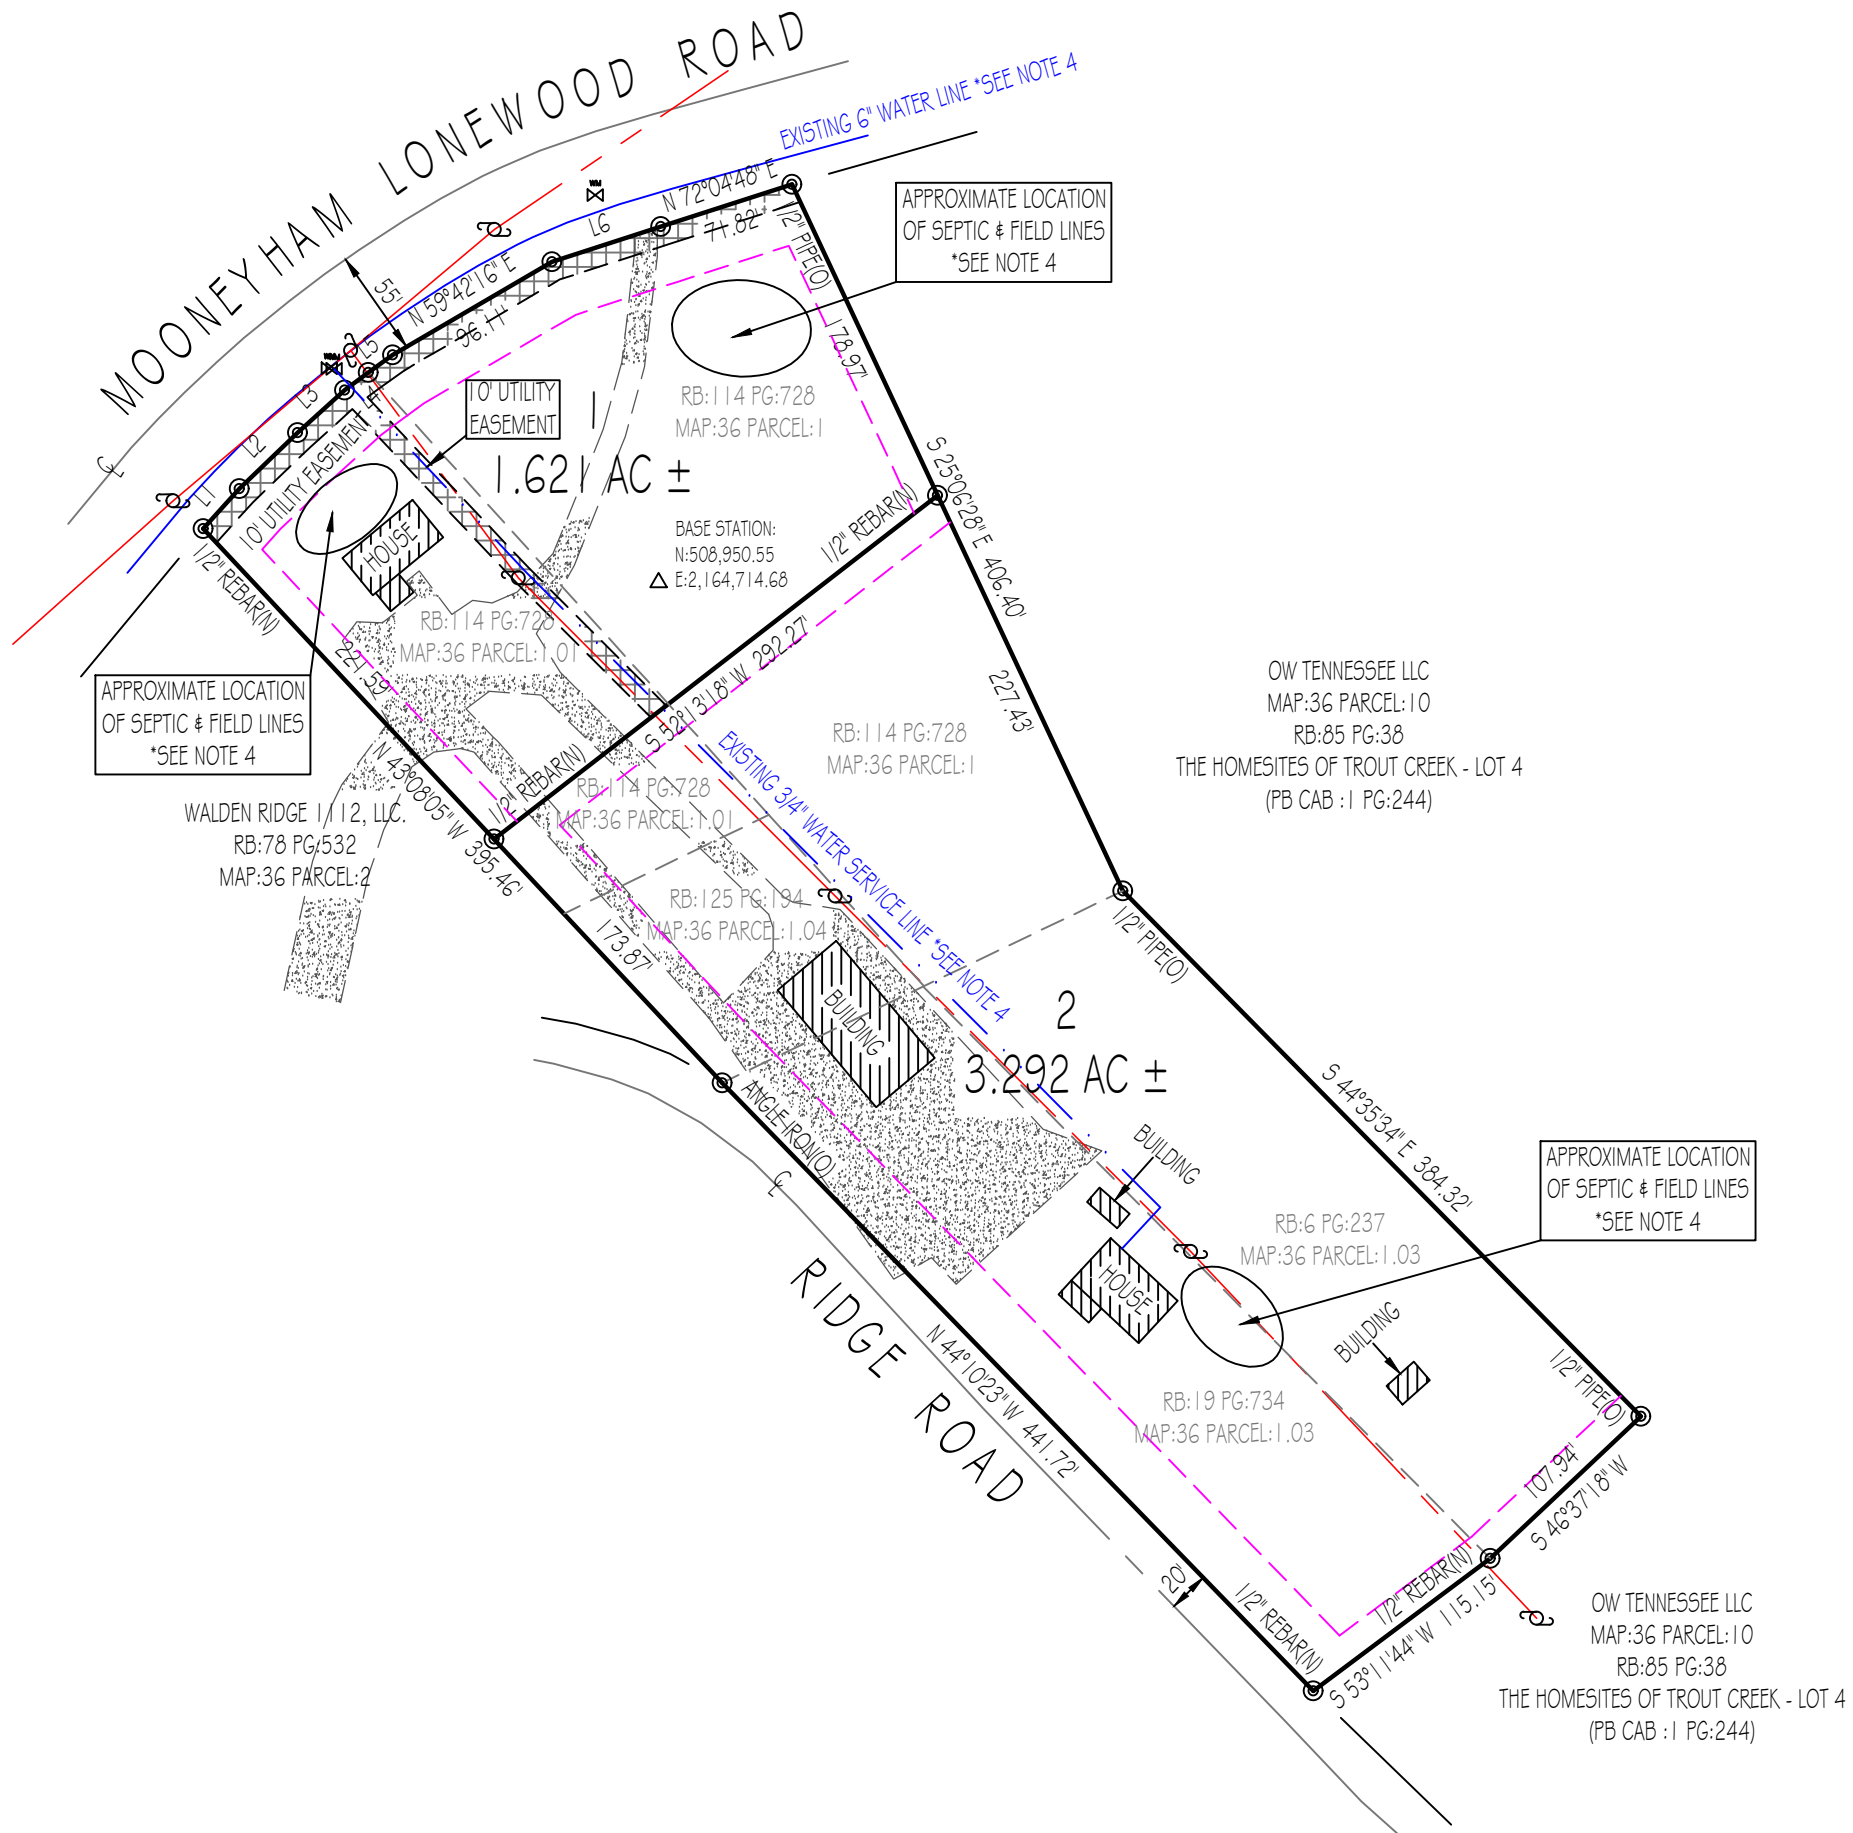 MOONEYHAM LONEWOOD ROAD
EXISTING 6" WATER LINE *SEE NOTE 4
N 72°04'48" E
71.82'
L6
WM
N 59°42'16" E
96.11'
55'
L5
L4
L3
L2
L1
℄
1/2" PIPE(O)
178.97'
APPROXIMATE LOCATION
OF SEPTIC & FIELD LINES
*SEE NOTE 4
RB:114 PG:728
MAP:36 PARCEL:1
10' UTILITY
EASEMENT
1
1.621 AC ±
10' UTILITY EASEMENT
HOUSE
BASE STATION:
N:508,950.55
E:2,164,714.68
1/2" REBAR(N)
S 25°06'28" E 406.40'
1/2" REBAR(N)
RB:114 PG:728
MAP:36 PARCEL:1.01
221.59'
S 52°13'18" W 292.27'
227.43'
APPROXIMATE LOCATION
OF SEPTIC & FIELD LINES
*SEE NOTE 4
OW TENNESSEE LLC
MAP:36 PARCEL:10
RB:85 PG:38
THE HOMESITES OF TROUT CREEK - LOT 4
(PB CAB :1 PG:244)
RB:114 PG:728
MAP:36 PARCEL:1
EXISTING 3/4" WATER SERVICE LINE *SEE NOTE 4
1/2" REBAR(N)
RB:114 PG:728
MAP:36 PARCEL:1.01
N 43°08'05" W 395.46'
WALDEN RIDGE 1112, LLC.
RB:78 PG:532
MAP:36 PARCEL:2
173.87'
RB:125 PG:194
MAP:36 PARCEL:1.04
1/2" PIPE(O)
BUILDING
2
3.292 AC ±
ANGLE IRON(O)
℄
S 44°35'34" E 384.32'
BUILDING
APPROXIMATE LOCATION
OF SEPTIC & FIELD LINES
*SEE NOTE 4
RB:6 PG:237
MAP:36 PARCEL:1.03
HOUSE
RIDGE ROAD
N 44°10'23" W 441.72'
BUILDING
RB:19 PG:734
MAP:36 PARCEL:1.03
1/2" PIPE(O)
107.94'
S 46°37'18" W
1/2" REBAR(N)
20'
1/2" REBAR(N)
S 53°11'44" W 115.15'
OW TENNESSEE LLC
MAP:36 PARCEL:10
RB:85 PG:38
THE HOMESITES OF TROUT CREEK - LOT 4
(PB CAB :1 PG:244)